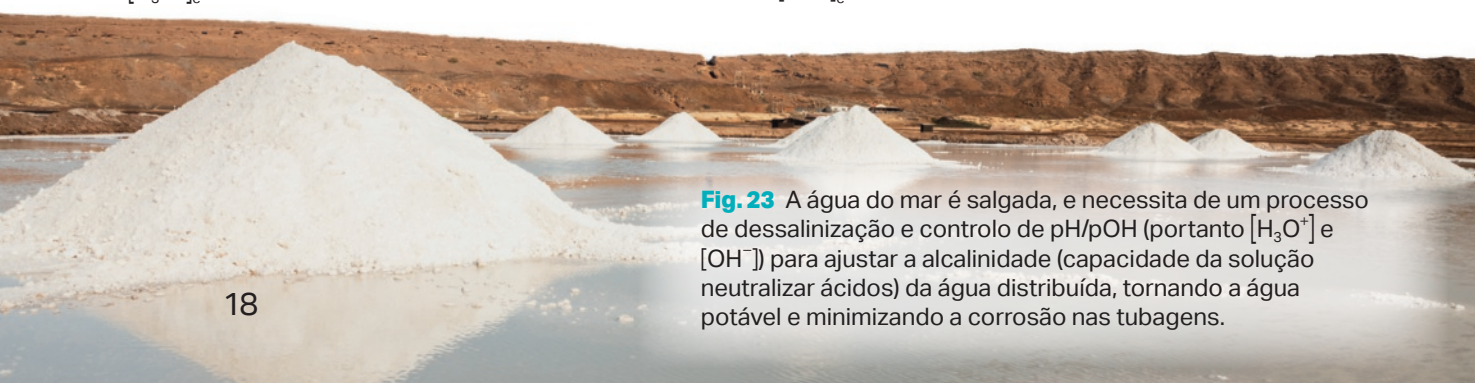 Fig. 23 A água do mar é salgada, e necessita de um processo
de dessalinização e controlo de pH/pOH (portanto [H₃O⁺] e
[OH⁻]) para ajustar a alcalinidade (capacidade da solução
neutralizar ácidos) da água distribuída, tornando a água
potável e minimizando a corrosão nas tubagens.
18